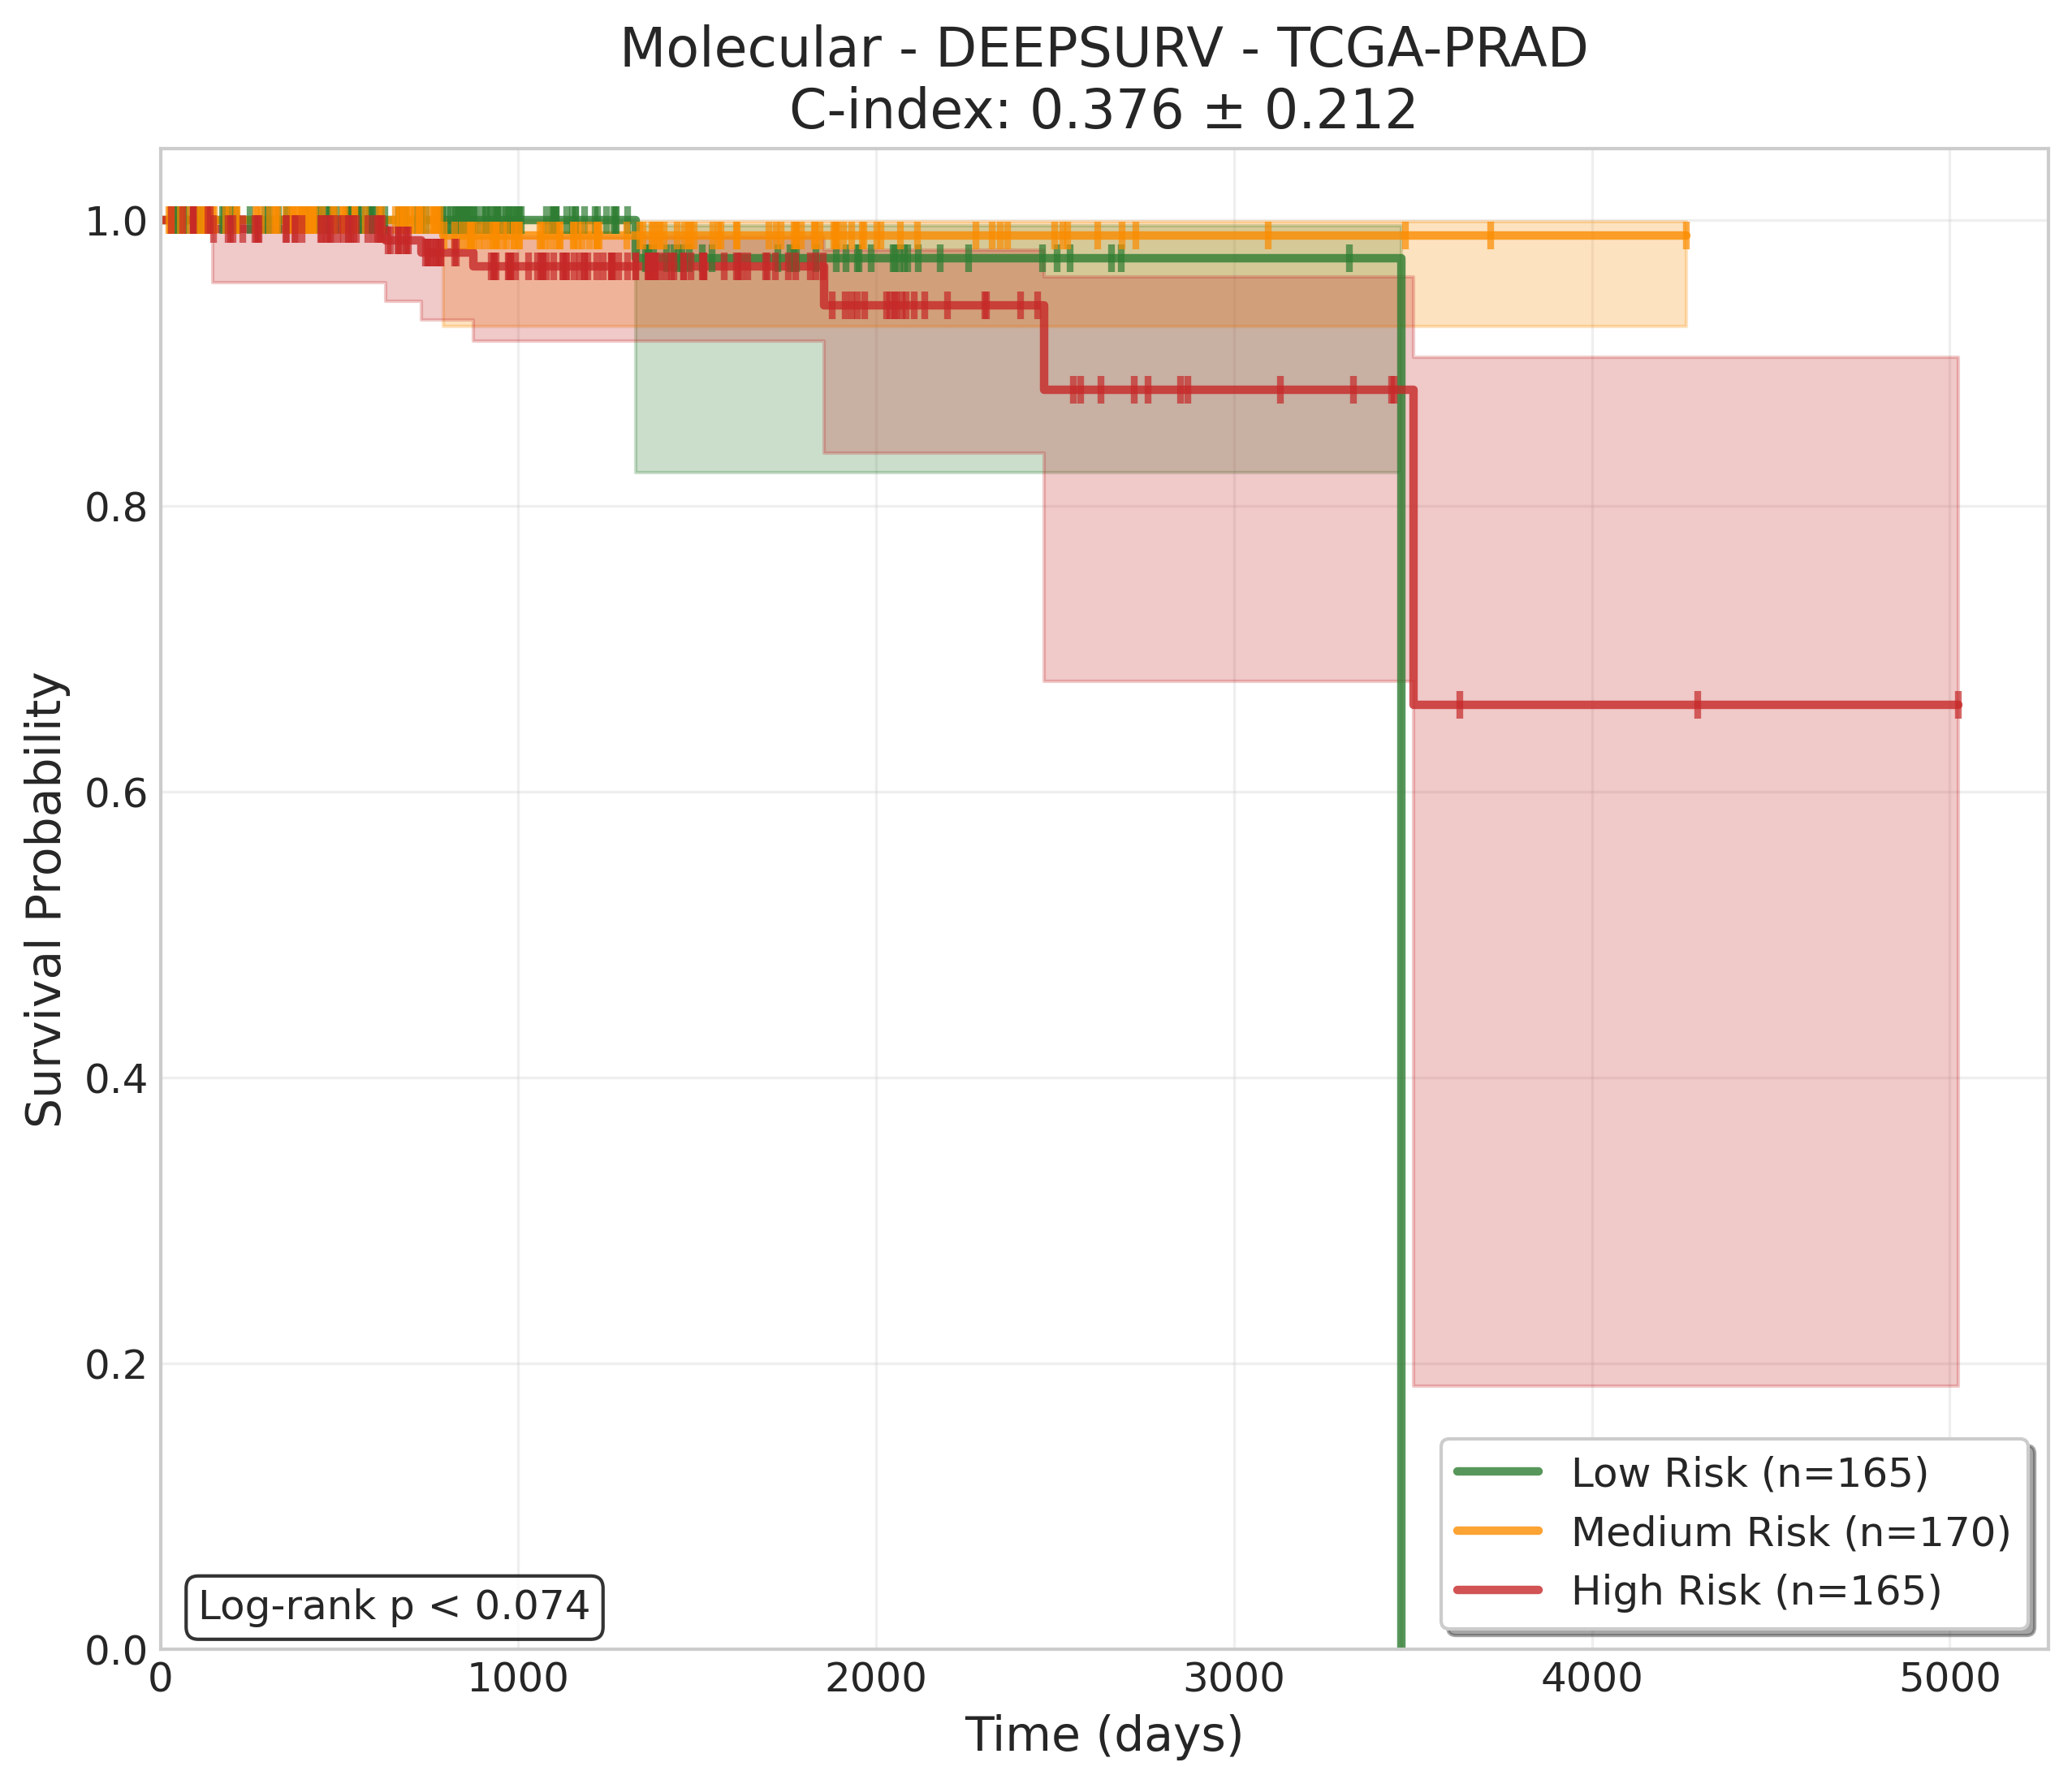 Molecular - DEEPSURV - TCGA-PRAD
C-index: 0.376 ± 0.212
Survival Probability
1.0
0.8
0.6
0.4
0.2
0.0
0
1000
2000
3000
4000
5000
Time (days)
Log-rank p < 0.074
Low Risk (n=165)
Medium Risk (n=170)
High Risk (n=165)